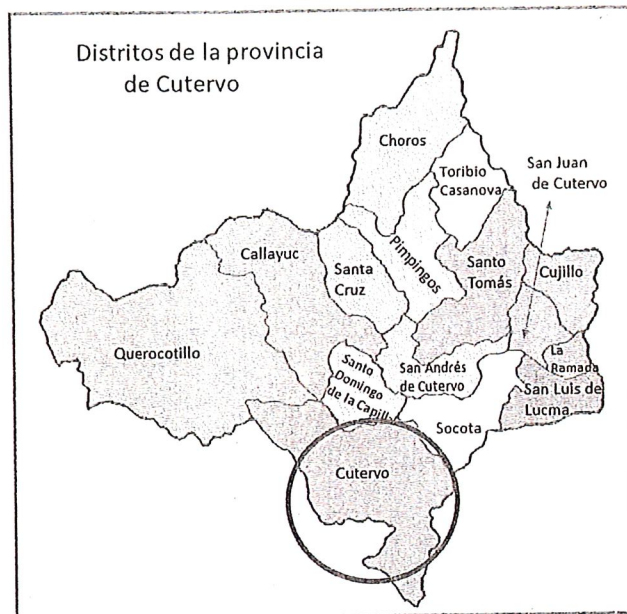 Distritos de la provincia
de Cutervo
Choros
San Juan
de Cutervo
Toribio
Casanova
Callayuc
Santa
Cruz
Pimpingos
Santo
Tomás
Cujillo
Querocotillo
Santo
Domingo
de la Capill
San Andrés
de Cutervo
La
Ramada
San Luis de
Lucma
Socota
Cutervo